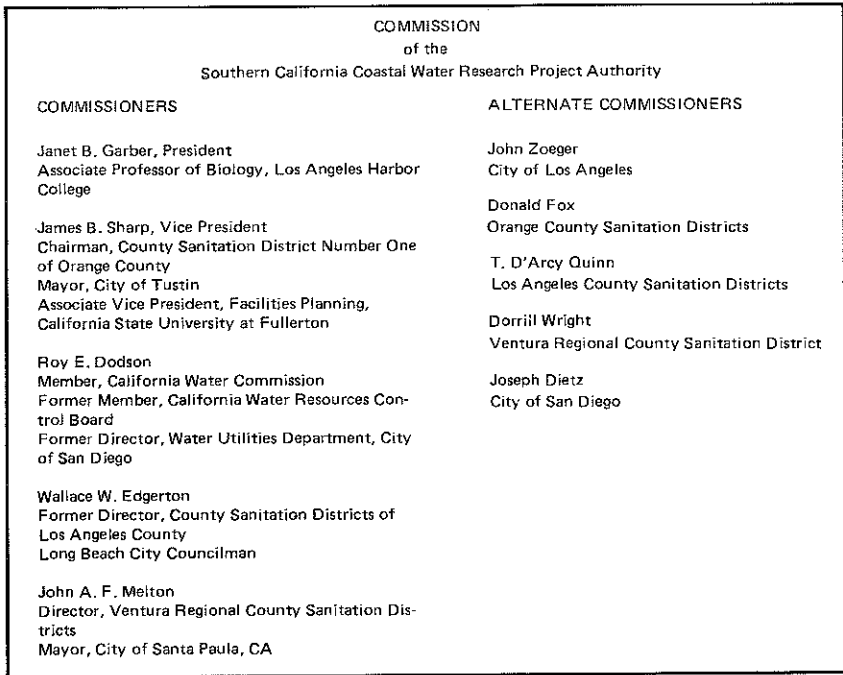 COMMISSION
of the
Southern California Coastal Water Research Project Authority
COMMISSIONERS
Janet B. Garber, President
Associate Professor of Biology, Los Angeles Harbor
College
James B. Sharp, Vice President
Chairman, County Sanitation District Number One
of Orange County
Mayor, City of Tustin
Associate Vice President, Facilities Planning,
California State University at Fullerton
Roy E. Dodson
Member, California Water Commission
Former Member, California Water Resources Con-
trol Board
Former Director, Water Utilities Department, City
of San Diego
Wallace W. Edgerton
Former Director, County Sanitation Districts of
Los Angeles County
Long Beach City Councilman
John A. F. Melton
Director, Ventura Regional County Sanitation Dis-
tricts
Mayor, City of Santa Paula, CA
ALTERNATE COMMISSIONERS
John Zoeger
City of Los Angeles
Donald Fox
Orange County Sanitation Districts
T. D'Arcy Quinn
Los Angeles County Sanitation Districts
Dorrill Wright
Ventura Regional County Sanitation District
Joseph Dietz
City of San Diego